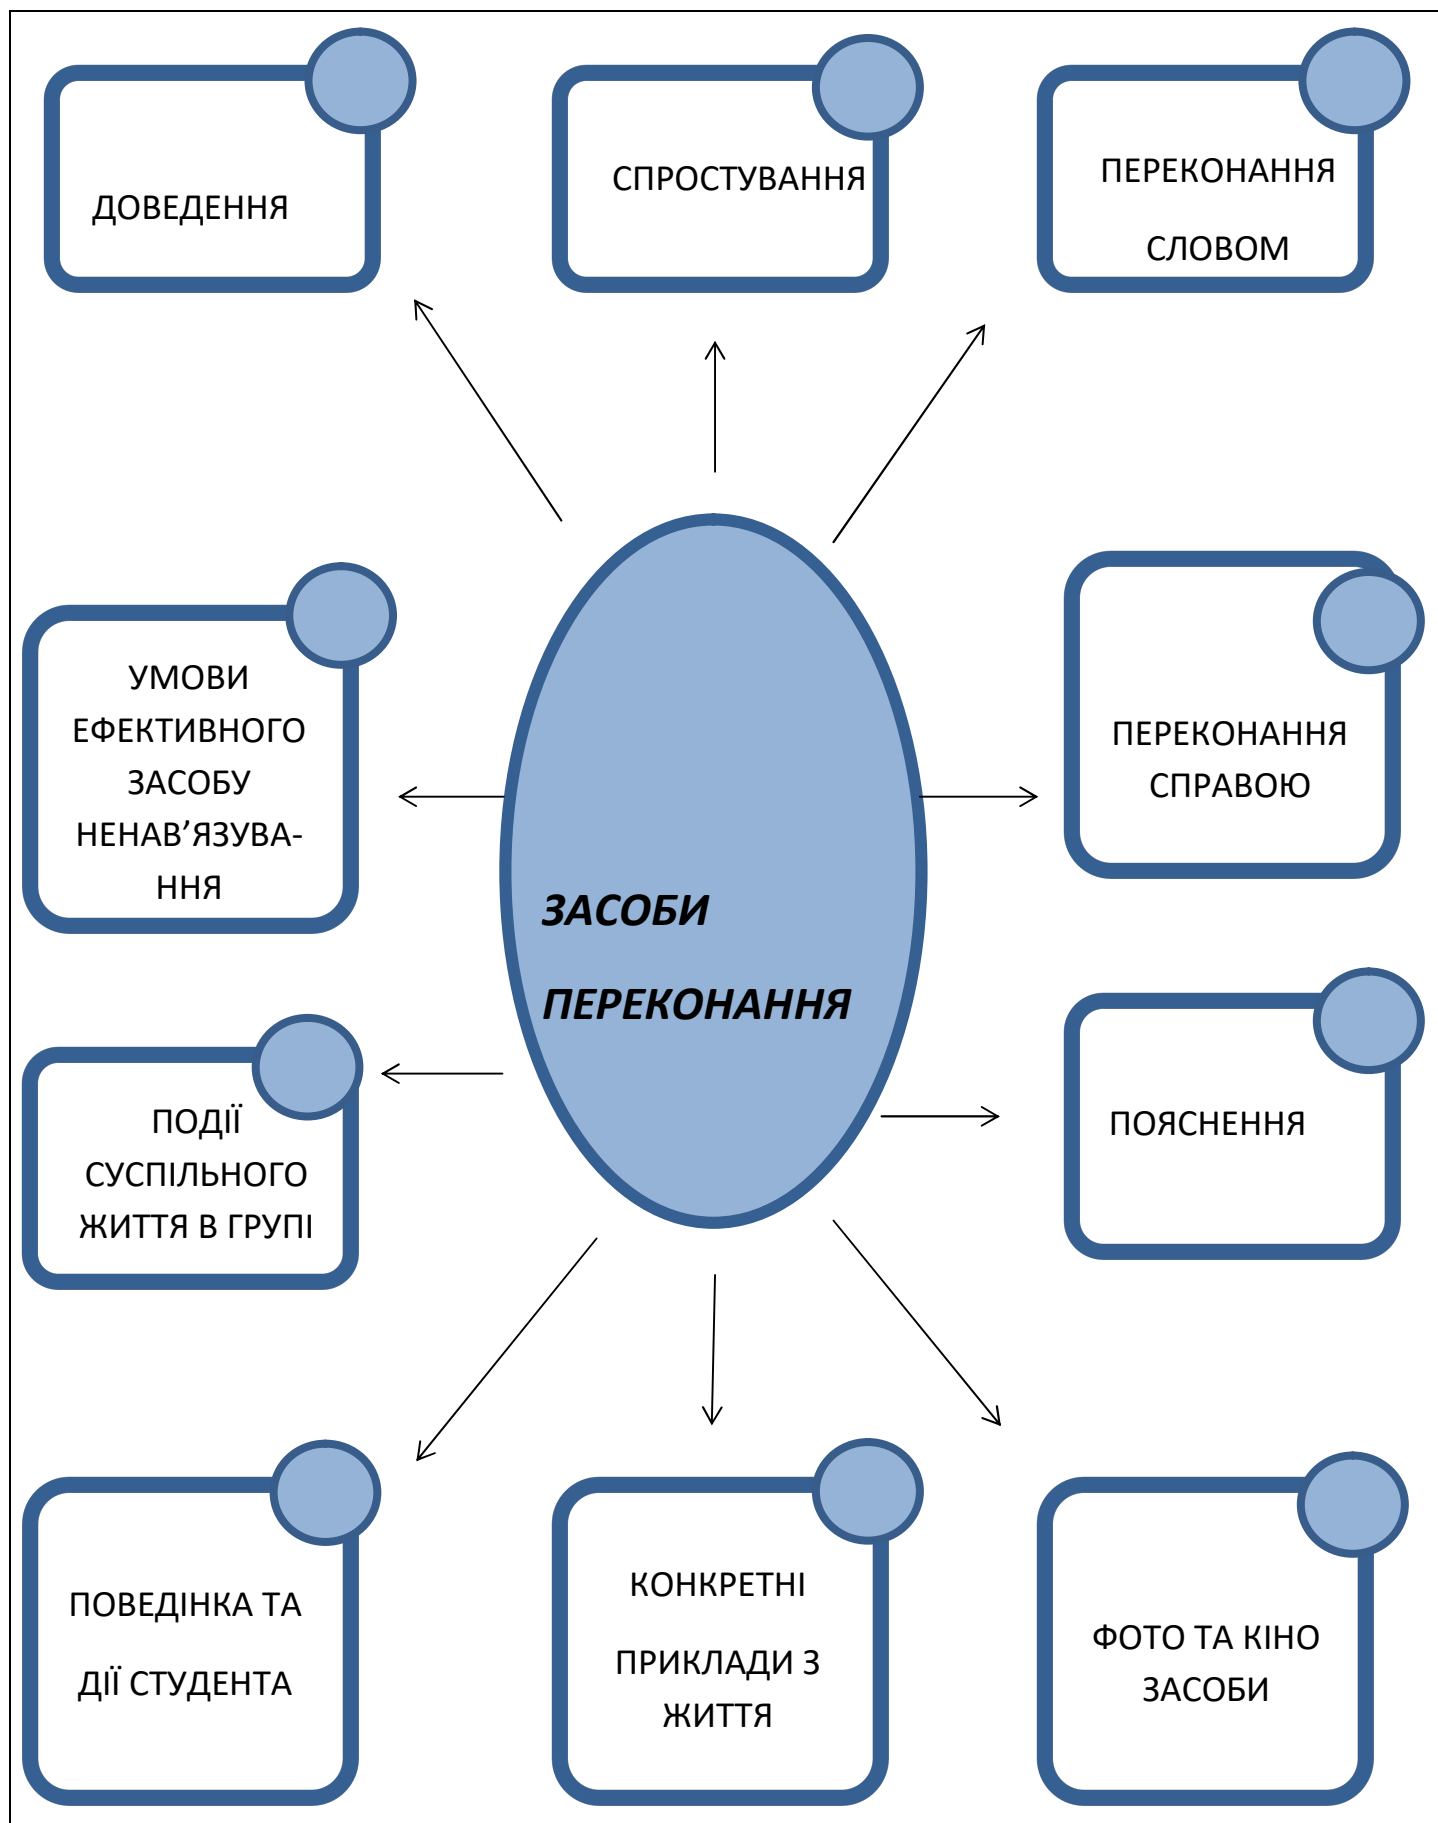 ДОВЕДЕННЯ
СПРОСТУВАННЯ
ПЕРЕКОНАННЯ
СЛОВОМ
УМОВИ
ЕФЕКТИВНОГО
ЗАСОБУ
НЕНАВ’ЯЗУВА-
ННЯ
ЗАСОБИ
ПЕРЕКОНАННЯ
ПЕРЕКОНАННЯ
СПРАВОЮ
ПОДІЇ
СУСПІЛЬНОГО
ЖИТТЯ В ГРУПІ
ПОЯСНЕННЯ
ПОВЕДІНКА ТА
ДІЇ СТУДЕНТА
КОНКРЕТНІ
ПРИКЛАДИ З
ЖИТТЯ
ФОТО ТА КІНО
ЗАСОБИ